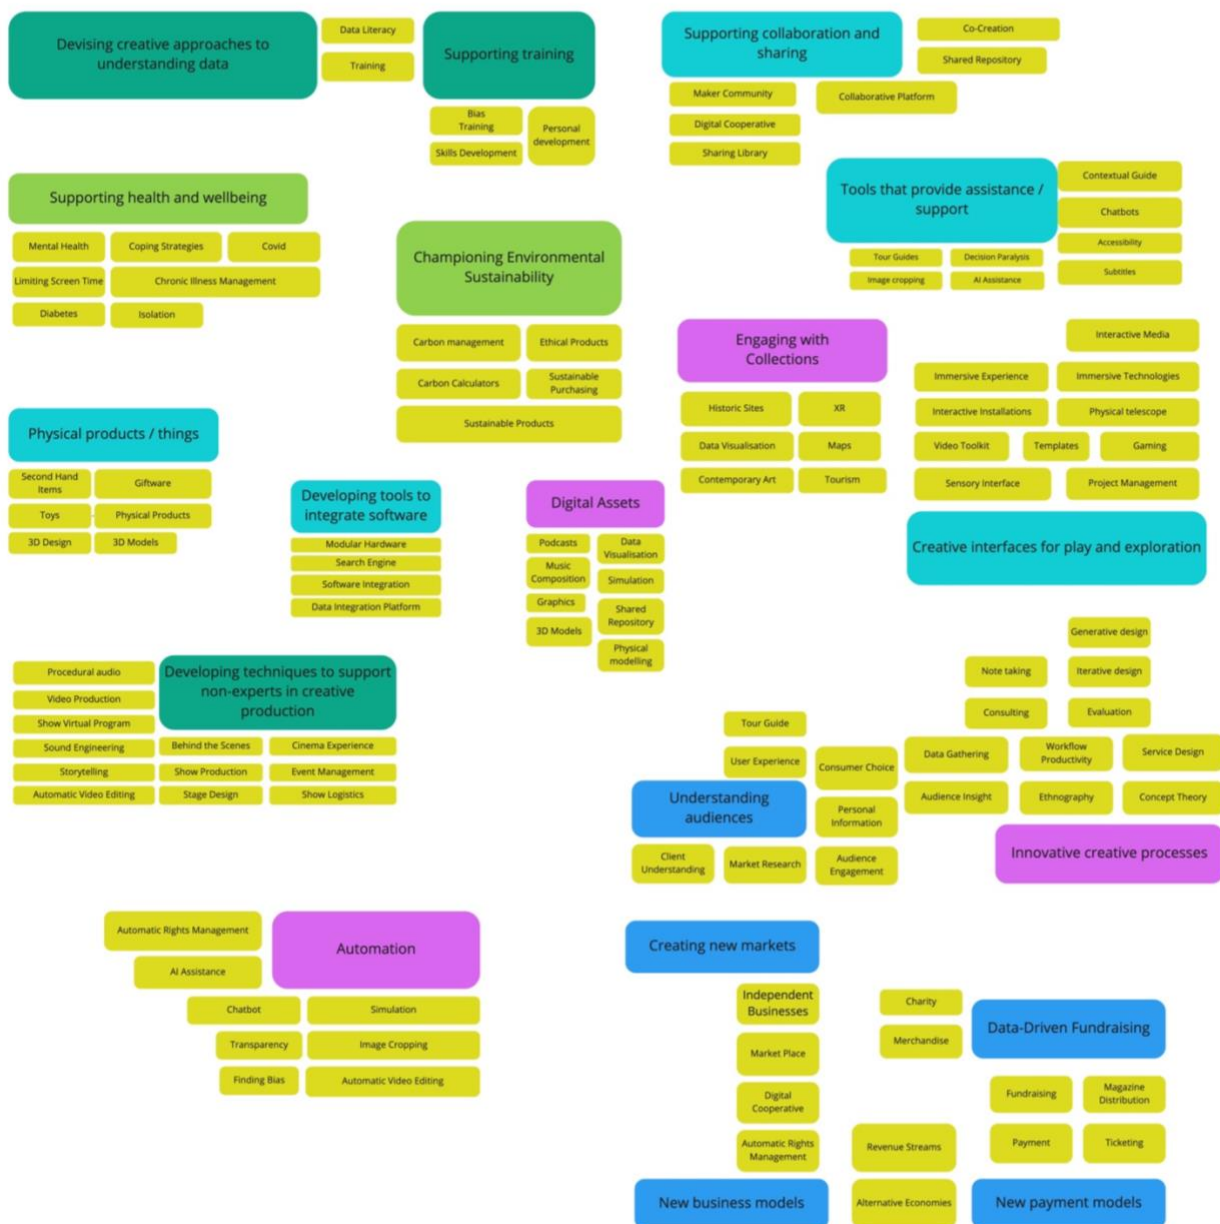 Devising creative approaches to
understanding data
Data Literacy
Training
Supporting training
Bias
Training
Skills Development
Personal
development
Supporting collaboration and
sharing
Co-Creation
Shared Repository
Maker Community
Collaborative Platform
Digital Cooperative
Sharing Library
Supporting health and wellbeing
Mental Health
Coping Strategies
Covid
Limiting Screen Time
Chronic Illness Management
Diabetes
Isolation
Championing Environmental
Sustainability
Carbon management
Ethical Products
Carbon Calculators
Sustainable
Purchasing
Sustainable Products
Tools that provide assistance /
support
Contextual Guide
Chatbots
Accessibility
Subtitles
Tour Guides
Decision Paralysis
Image cropping
AI Assistance
Engaging with
Collections
Historic Sites
XR
Data Visualisation
Maps
Contemporary Art
Tourism
Interactive Media
Immersive Experience
Immersive Technologies
Interactive Installations
Physical telescope
Video Toolkit
Templates
Gaming
Sensory Interface
Project Management
Creative interfaces for play and exploration
Physical products / things
Second Hand
Items
Giftware
Toys
Physical Products
3D Design
3D Models
Developing tools to
integrate software
Modular Hardware
Search Engine
Software Integration
Data Integration Platform
Digital Assets
Podcasts
Data
Visualisation
Music
Composition
Simulation
Graphics
Shared
Repository
3D Models
Physical
modelling
Procedural audio
Video Production
Show Virtual Program
Sound Engineering
Storytelling
Automatic Video Editing
Developing techniques to support
non-experts in creative
production
Behind the Scenes
Cinema Experience
Show Production
Event Management
Stage Design
Show Logistics
Generative design
Note taking
Iterative design
Consulting
Evaluation
Data Gathering
Workflow
Productivity
Service Design
Audience Insight
Ethnography
Concept Theory
Innovative creative processes
Tour Guide
User Experience
Consumer Choice
Understanding
audiences
Personal
Information
Client
Understanding
Market Research
Audience
Engagement
Automatic Rights Management
AI Assistance
Automation
Chatbot
Simulation
Transparency
Image Cropping
Finding Bias
Automatic Video Editing
Creating new markets
Independent
Businesses
Market Place
Digital
Cooperative
Automatic Rights
Management
New business models
Charity
Merchandise
Data-Driven Fundraising
Fundraising
Magazine
Distribution
Payment
Ticketing
Revenue Streams
Alternative Economies
New payment models